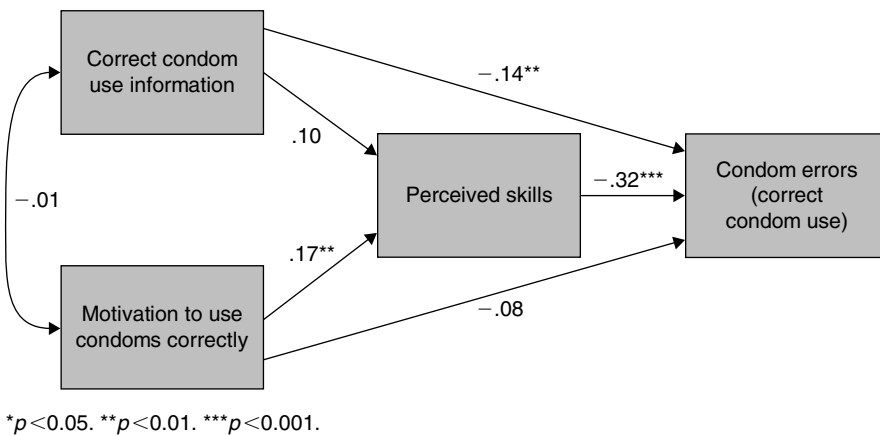 Correct condom
use information
−.14**
.10
−.01
Perceived skills
−.32***
Condom errors
(correct
condom use)
.17**
Motivation to use
condoms correctly
−.08
*p<0.05. **p<0.01. ***p<0.001.